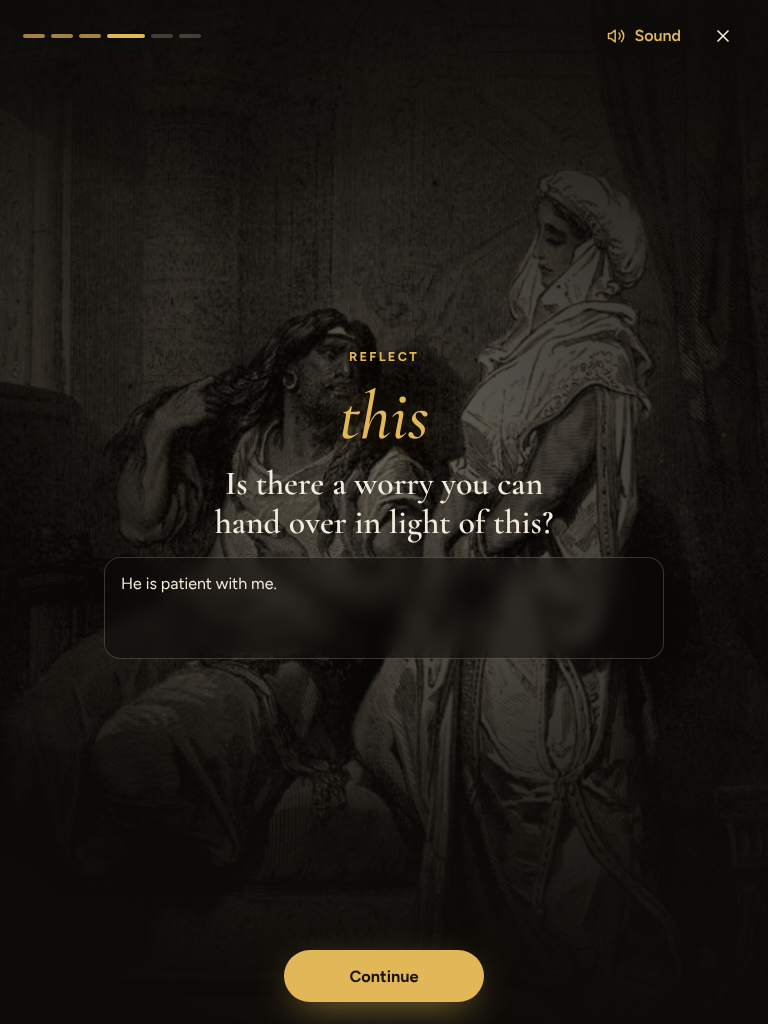 Sound
REFLECT
this
Is there a worry you can
hand over in light of this?
He is patient with me.
Continue